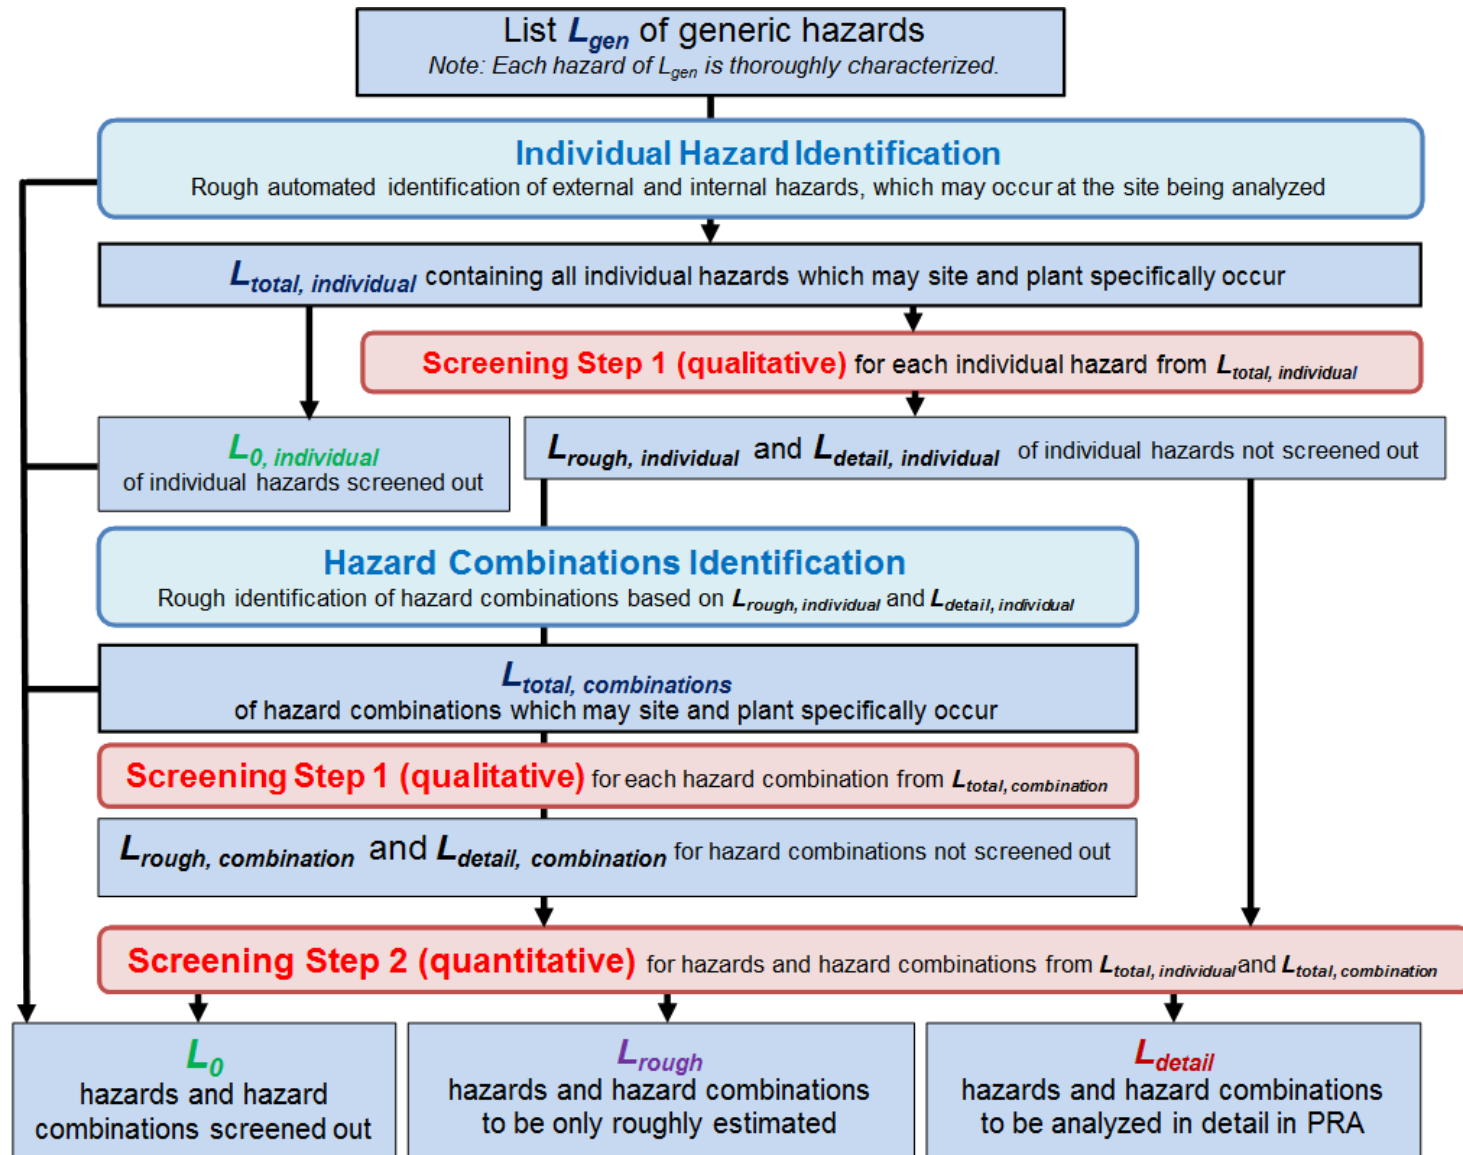 List Lgen of generic hazards
Note: Each hazard of Lgen is thoroughly characterized.
Individual Hazard Identification
Rough automated identification of external and internal hazards, which may occur at the site being analyzed
Ltotal, individual containing all individual hazards which may site and plant specifically occur
Screening Step 1 (qualitative) for each individual hazard from Ltotal, individual
L0, individual
of individual hazards screened out
Lrough, individual and Ldetail, individual of individual hazards not screened out
Hazard Combinations Identification
Rough identification of hazard combinations based on Lrough, individual and Ldetail, individual
Ltotal, combinations
of hazard combinations which may site and plant specifically occur
Screening Step 1 (qualitative) for each hazard combination from Ltotal, combination
Lrough, combination and Ldetail, combination for hazard combinations not screened out
Screening Step 2 (quantitative) for hazards and hazard combinations from Ltotal, individual and Ltotal, combination
L0
hazards and hazard
combinations screened out
Lrough
hazards and hazard combinations
to be only roughly estimated
Ldetail
hazards and hazard combinations
to be analyzed in detail in PRA